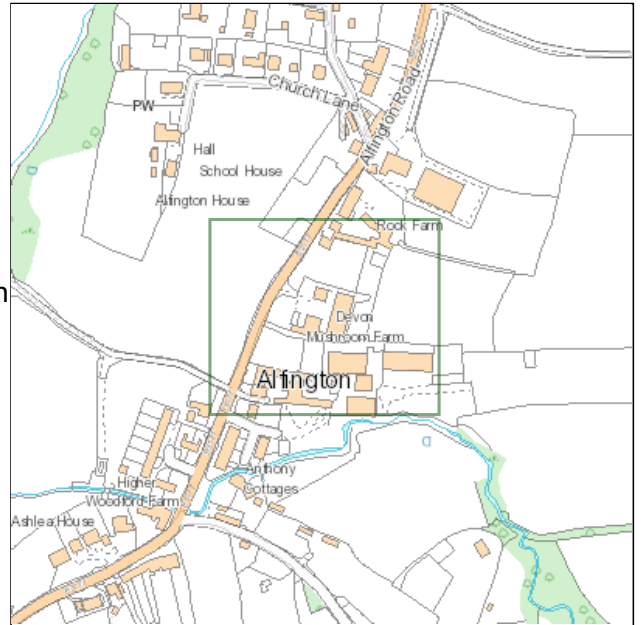 Church Lane
Alfington Road
PW
Hall
School House
Alfington House
Rock Farm
Devon
Mushroom Farm
Alfington
Anthony
Cottages
Higher
Woodford Farm
Ashlea House